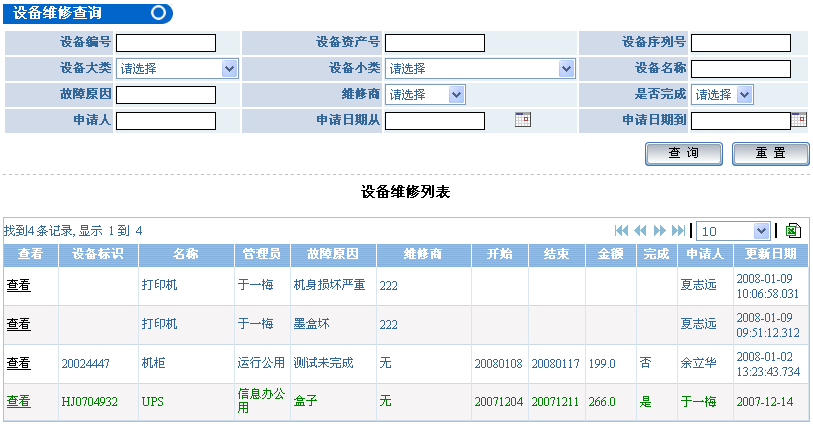 设备维修查询
设备编号 设备资产号 设备序列号
设备大类 请选择 设备小类 请选择 设备名称
故障原因 维修商 请选择 是否完成 请选择
申请人 申请日期从 申请日期到
查 询 重 置
设备维修列表
找到4 条记录, 显示 1 到 4 10
查看 设备标识 名称 管理员 故障原因 维修商 开始 结束 金额 完成 申请人 更新日期
查看 打印机 于一梅 机身损坏严重 222 夏志远 2008-01-09
10:06:58.031
查看 打印机 于一梅 墨盒坏 222 夏志远 2008-01-09
09:51:12.312
查看 20024447 机柜 运行公用 测试未完成 无 20080108 20080117 199.0 否 余立华 2008-01-02
13:23:43.734
查看 HJ0704932 UPS 信息办公 盒子 无 20071204 20071211 266.0 是 于一梅 2007-12-14
用